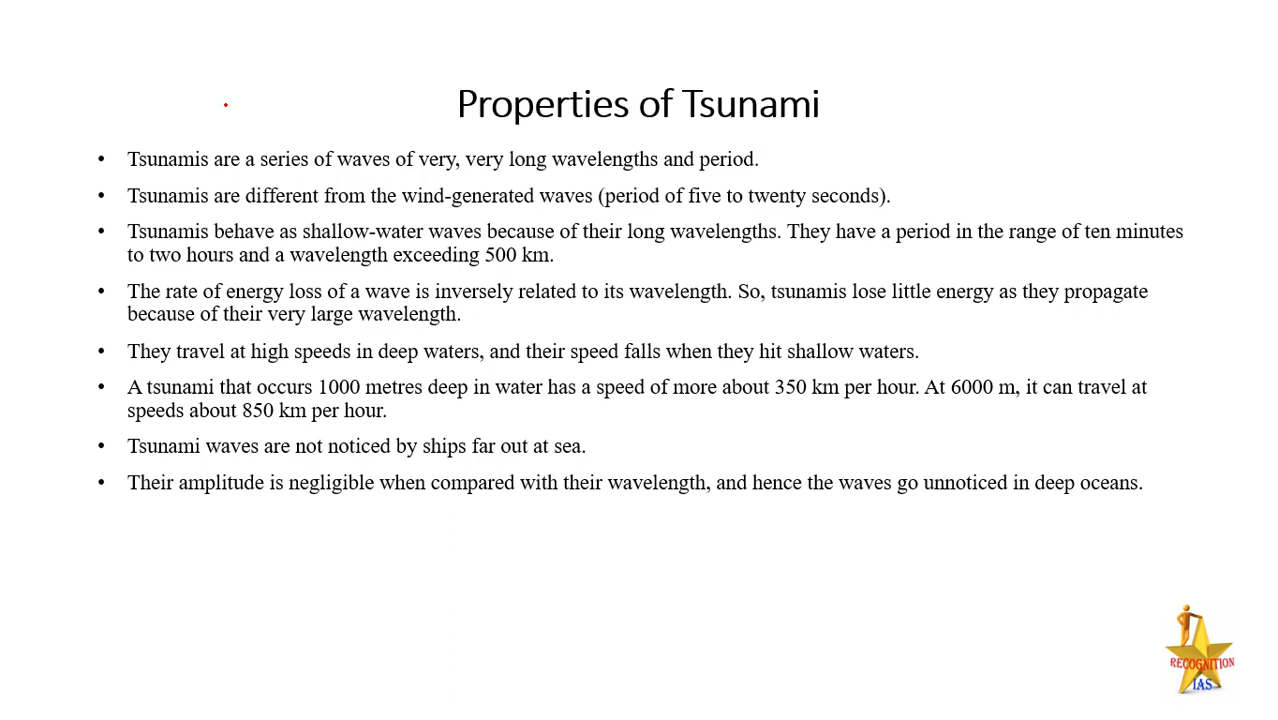 Properties of Tsunami
• Tsunamis are a series of waves of very, very long wavelengths and period.
• Tsunamis are different from the wind-generated waves (period of five to twenty seconds).
• Tsunamis behave as shallow-water waves because of their long wavelengths. They have a period in the range of ten minutes
to two hours and a wavelength exceeding 500 km.
• The rate of energy loss of a wave is inversely related to its wavelength. So, tsunamis lose little energy as they propagate
because of their very large wavelength.
• They travel at high speeds in deep waters, and their speed falls when they hit shallow waters.
• A tsunami that occurs 1000 metres deep in water has a speed of more about 350 km per hour. At 6000 m, it can travel at
speeds about 850 km per hour.
• Tsunami waves are not noticed by ships far out at sea.
• Their amplitude is negligible when compared with their wavelength, and hence the waves go unnoticed in deep oceans.
RECOGNITION
IAS